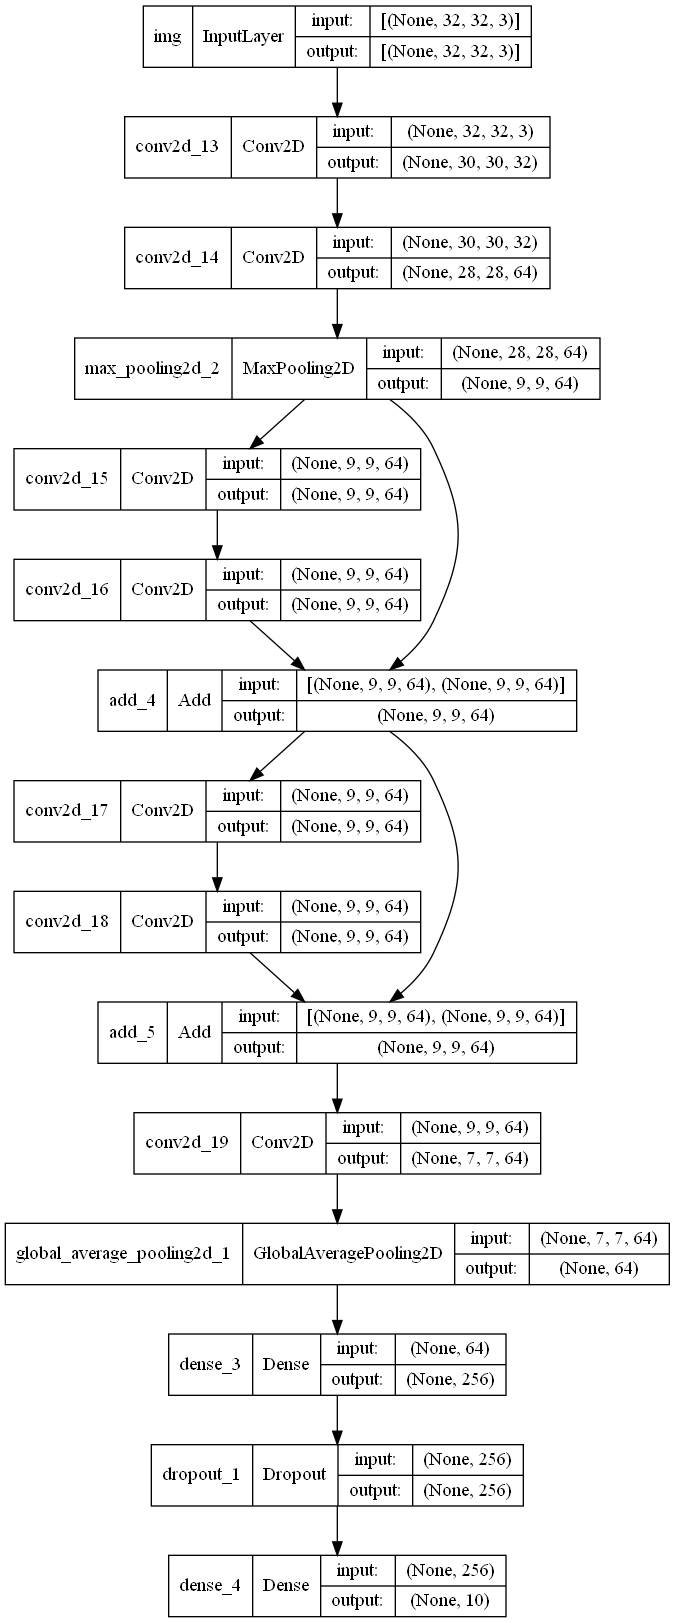 img InputLayer input: [(None, 32, 32, 3)]
output: [(None, 32, 32, 3)]
conv2d_13 Conv2D input: (None, 32, 32, 3)
output: (None, 30, 30, 32)
conv2d_14 Conv2D input: (None, 30, 30, 32)
output: (None, 28, 28, 64)
max_pooling2d_2 MaxPooling2D input: (None, 28, 28, 64)
output: (None, 9, 9, 64)
conv2d_15 Conv2D input: (None, 9, 9, 64)
output: (None, 9, 9, 64)
conv2d_16 Conv2D input: (None, 9, 9, 64)
output: (None, 9, 9, 64)
add_4 Add input: [(None, 9, 9, 64), (None, 9, 9, 64)]
output: (None, 9, 9, 64)
conv2d_17 Conv2D input: (None, 9, 9, 64)
output: (None, 9, 9, 64)
conv2d_18 Conv2D input: (None, 9, 9, 64)
output: (None, 9, 9, 64)
add_5 Add input: [(None, 9, 9, 64), (None, 9, 9, 64)]
output: (None, 9, 9, 64)
conv2d_19 Conv2D input: (None, 9, 9, 64)
output: (None, 7, 7, 64)
global_average_pooling2d_1 GlobalAveragePooling2D input: (None, 7, 7, 64)
output: (None, 64)
dense_3 Dense input: (None, 64)
output: (None, 256)
dropout_1 Dropout input: (None, 256)
output: (None, 256)
dense_4 Dense input: (None, 256)
output: (None, 10)